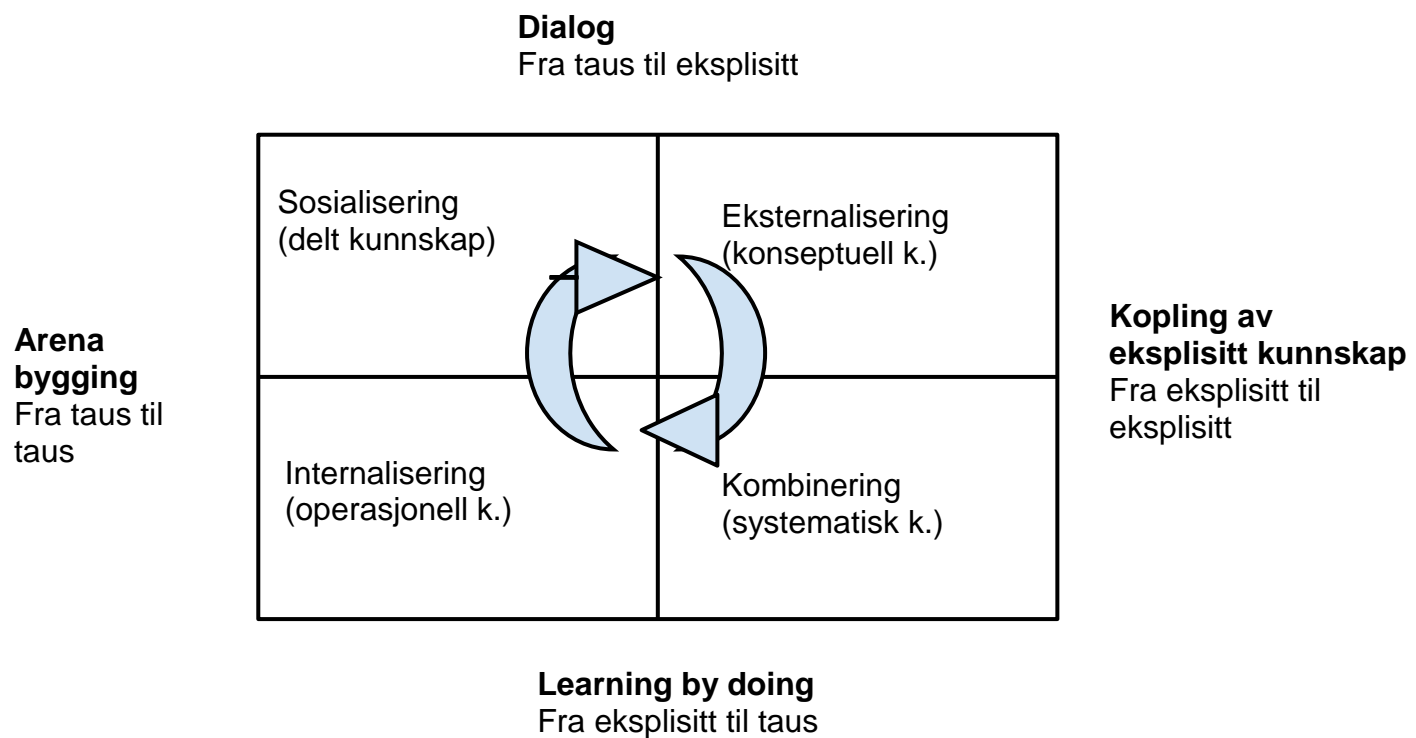 Dialog
Fra taus til eksplisitt
Sosialisering
(delt kunnskap)
Eksternalisering
(konseptuell k.)
Arena
bygging
Fra taus til
taus
Kopling av
eksplisitt kunnskap
Fra eksplisitt til
eksplisitt
Internalisering
(operasjonell k.)
Kombinering
(systematisk k.)
Learning by doing
Fra eksplisitt til taus